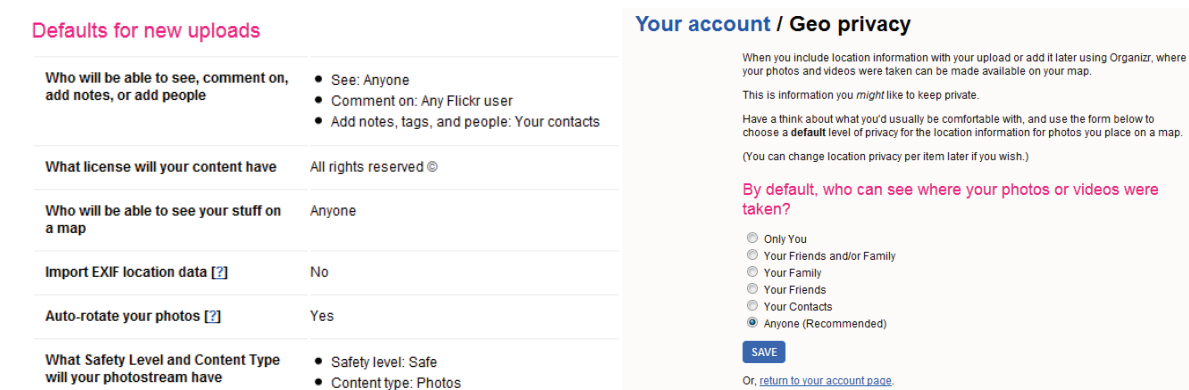 Defaults for new uploads
Who will be able to see, comment on,
add notes, or add people
• See: Anyone
• Comment on: Any Flickr user
• Add notes, tags, and people: Your contacts
What license will your content have
All rights reserved ©
Who will be able to see your stuff on
a map
Anyone
Import EXIF location data [?]
No
Auto-rotate your photos [?]
Yes
What Safety Level and Content Type
will your photostream have
• Safety level: Safe
• Content type: Photos
Your account / Geo privacy
When you include location information with your upload or add it later using Organizr, where
your photos and videos were taken can be made available on your map.
This is information you might like to keep private.
Have a think about what you'd usually be comfortable with, and use the form below to
choose a default level of privacy for the location information for photos you place on a map.
(You can change location privacy per item later if you wish.)
By default, who can see where your photos or videos were
taken?
Only You
Your Friends and/or Family
Your Family
Your Friends
Your Contacts
Anyone (Recommended)
SAVE
Or, return to your account page.